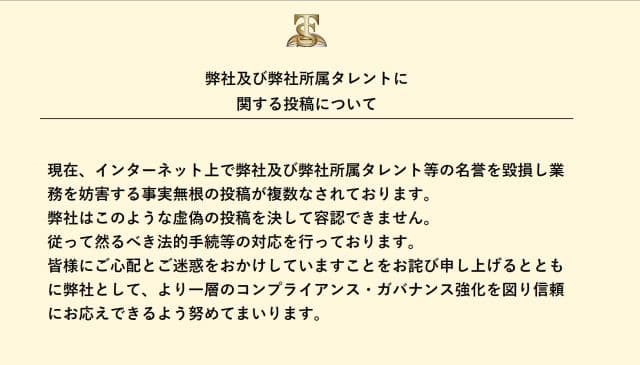 TS
弊社及び弊社所属タレントに
関する投稿について
現在、インターネット上で弊社及び弊社所属タレント等の名誉を毀損し業
務を妨害する事実無根の投稿が複数なされております。
弊社はこのような虚偽の投稿を決して容認できません。
従って然るべき法的手続等の対応を行っております。
皆様にご心配とご迷惑をおかけしていますことをお詫び申し上げるととも
に弊社として、より一層のコンプライアンス・ガバナンス強化を図り信頼
にお応えできるよう努めてまいります。